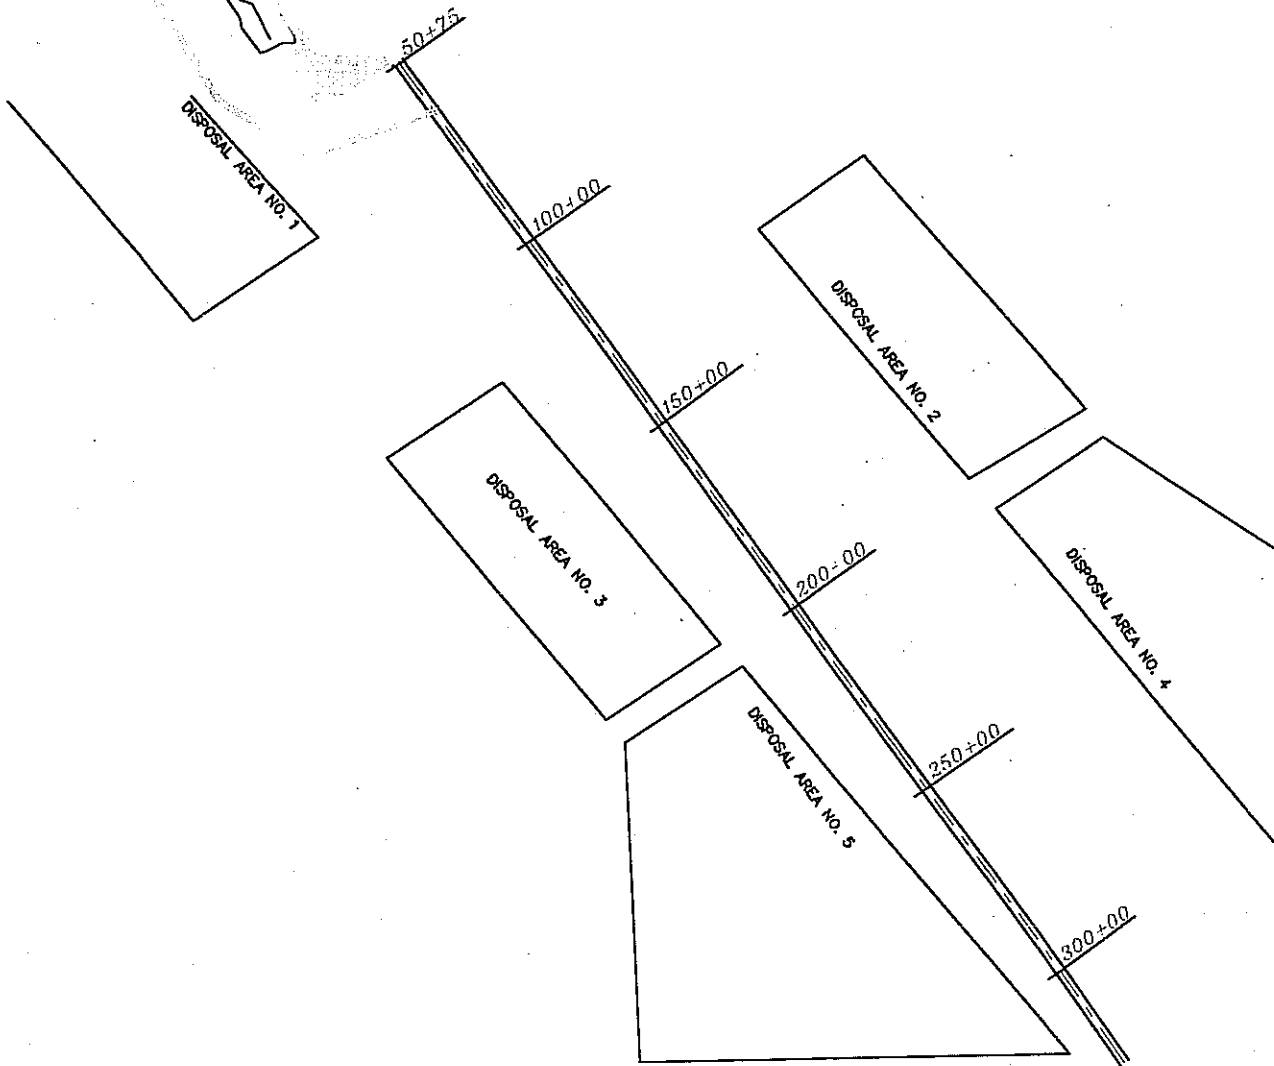 50+75
DISPOSAL AREA NO. 1
100+00
DISPOSAL AREA NO. 2
150+00
DISPOSAL AREA NO. 3
200+00
DISPOSAL AREA NO. 4
250+00
DISPOSAL AREA NO. 5
300+00